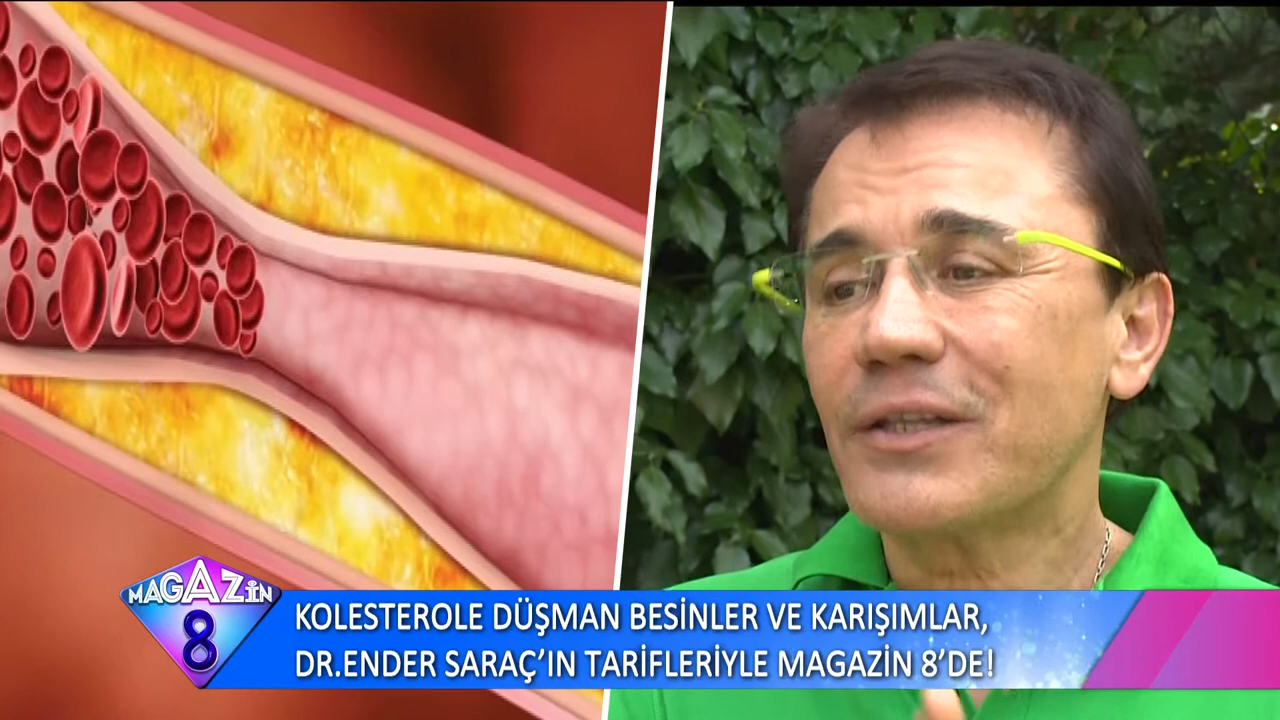 MAGAZİN
8
KOLESTEROLE DÜŞMAN BESİNLER VE KARIŞIMLAR,
DR.ENDER SARAÇ'IN TARİFLERİYLE MAGAZİN 8'DE!